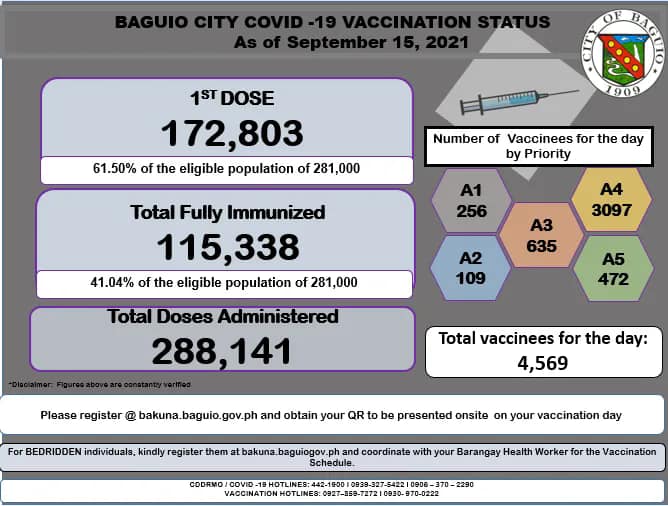 BAGUIO CITY COVID -19 VACCINATION STATUS
As of September 15, 2021
CITY OF BAGUIO
1909
1ST DOSE
172,803
61.50% of the eligible population of 281,000
Total Fully Immunized
115,338
41.04% of the eligible population of 281,000
Total Doses Administered
288,141
*Disclaimer: Figures above are constantly verified
Number of Vaccinees for the day
by Priority
A1
256
A2
109
A3
635
A4
3097
A5
472
Total vaccinees for the day:
4,569
Please register @ bakuna.baguio.gov.ph and obtain your QR to be presented onsite on your vaccination day
For BEDRIDDEN individuals, kindly register them at bakuna.baguiogov.ph and coordinate with your Barangay Health Worker for the Vaccination
Schedule.
CDDRMO / COVID -19 HOTLINES: 442-1900 I 0939-327-5422 I 0906 – 370 – 2290
VACCINATION HOTLINES: 0927–859-7272 I 0930- 970-0222